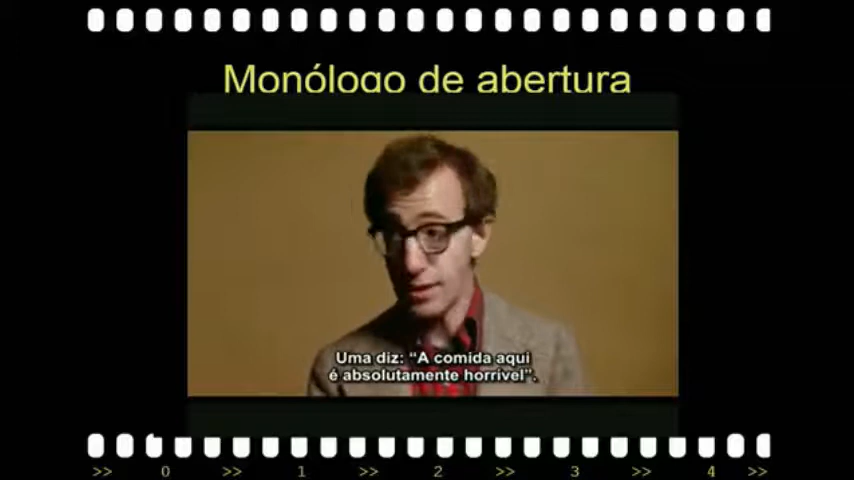 Monólogo de abertura
Uma diz: “A comida aqui
é absolutamente horrível”.
>> 0 >> 1 >> 2 >> 3 >> 4 >>